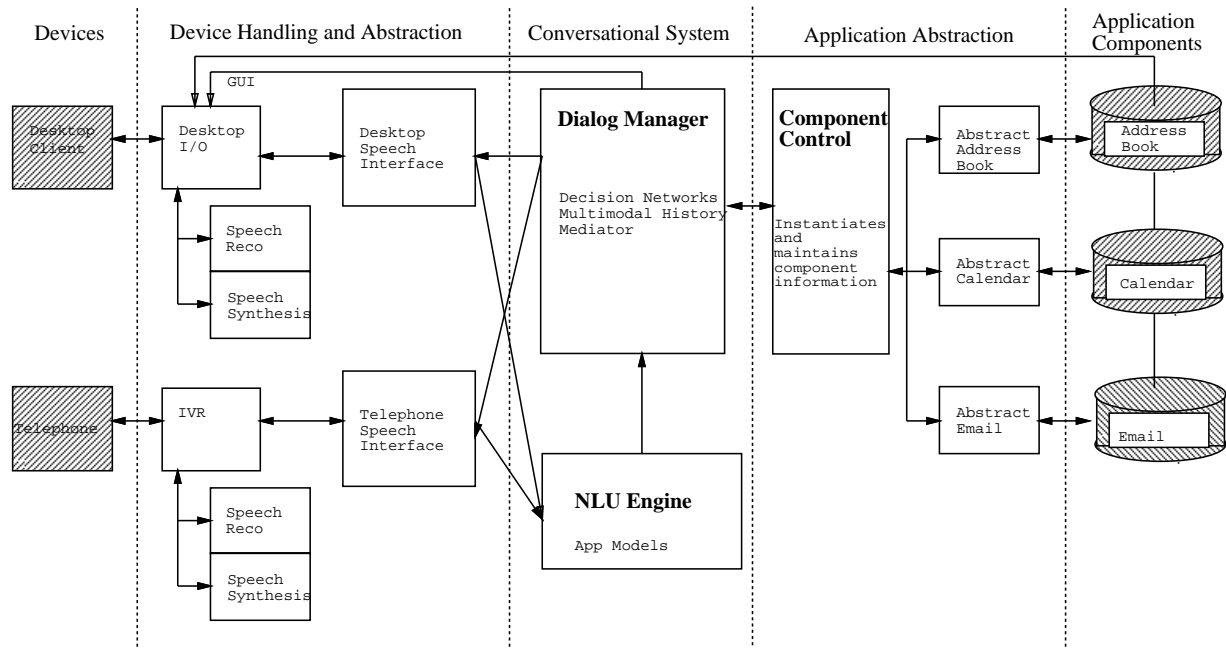 Devices
Device Handling and Abstraction
Conversational System
Application Abstraction
Application
Components
GUI
Desktop
Client
Desktop
I/O
Desktop
Speech
Interface
Speech
Reco
Speech
Synthesis
Dialog Manager
Decision Networks
Multimodal History
Mediator
Component
Control
Instantiates
and
maintains
component
information
Abstract
Address
Book
Abstract
Calendar
Abstract
Email
Address
Book
Calendar
Email
Telephone
IVR
Telephone
Speech
Interface
Speech
Reco
Speech
Synthesis
NLU Engine
App Models